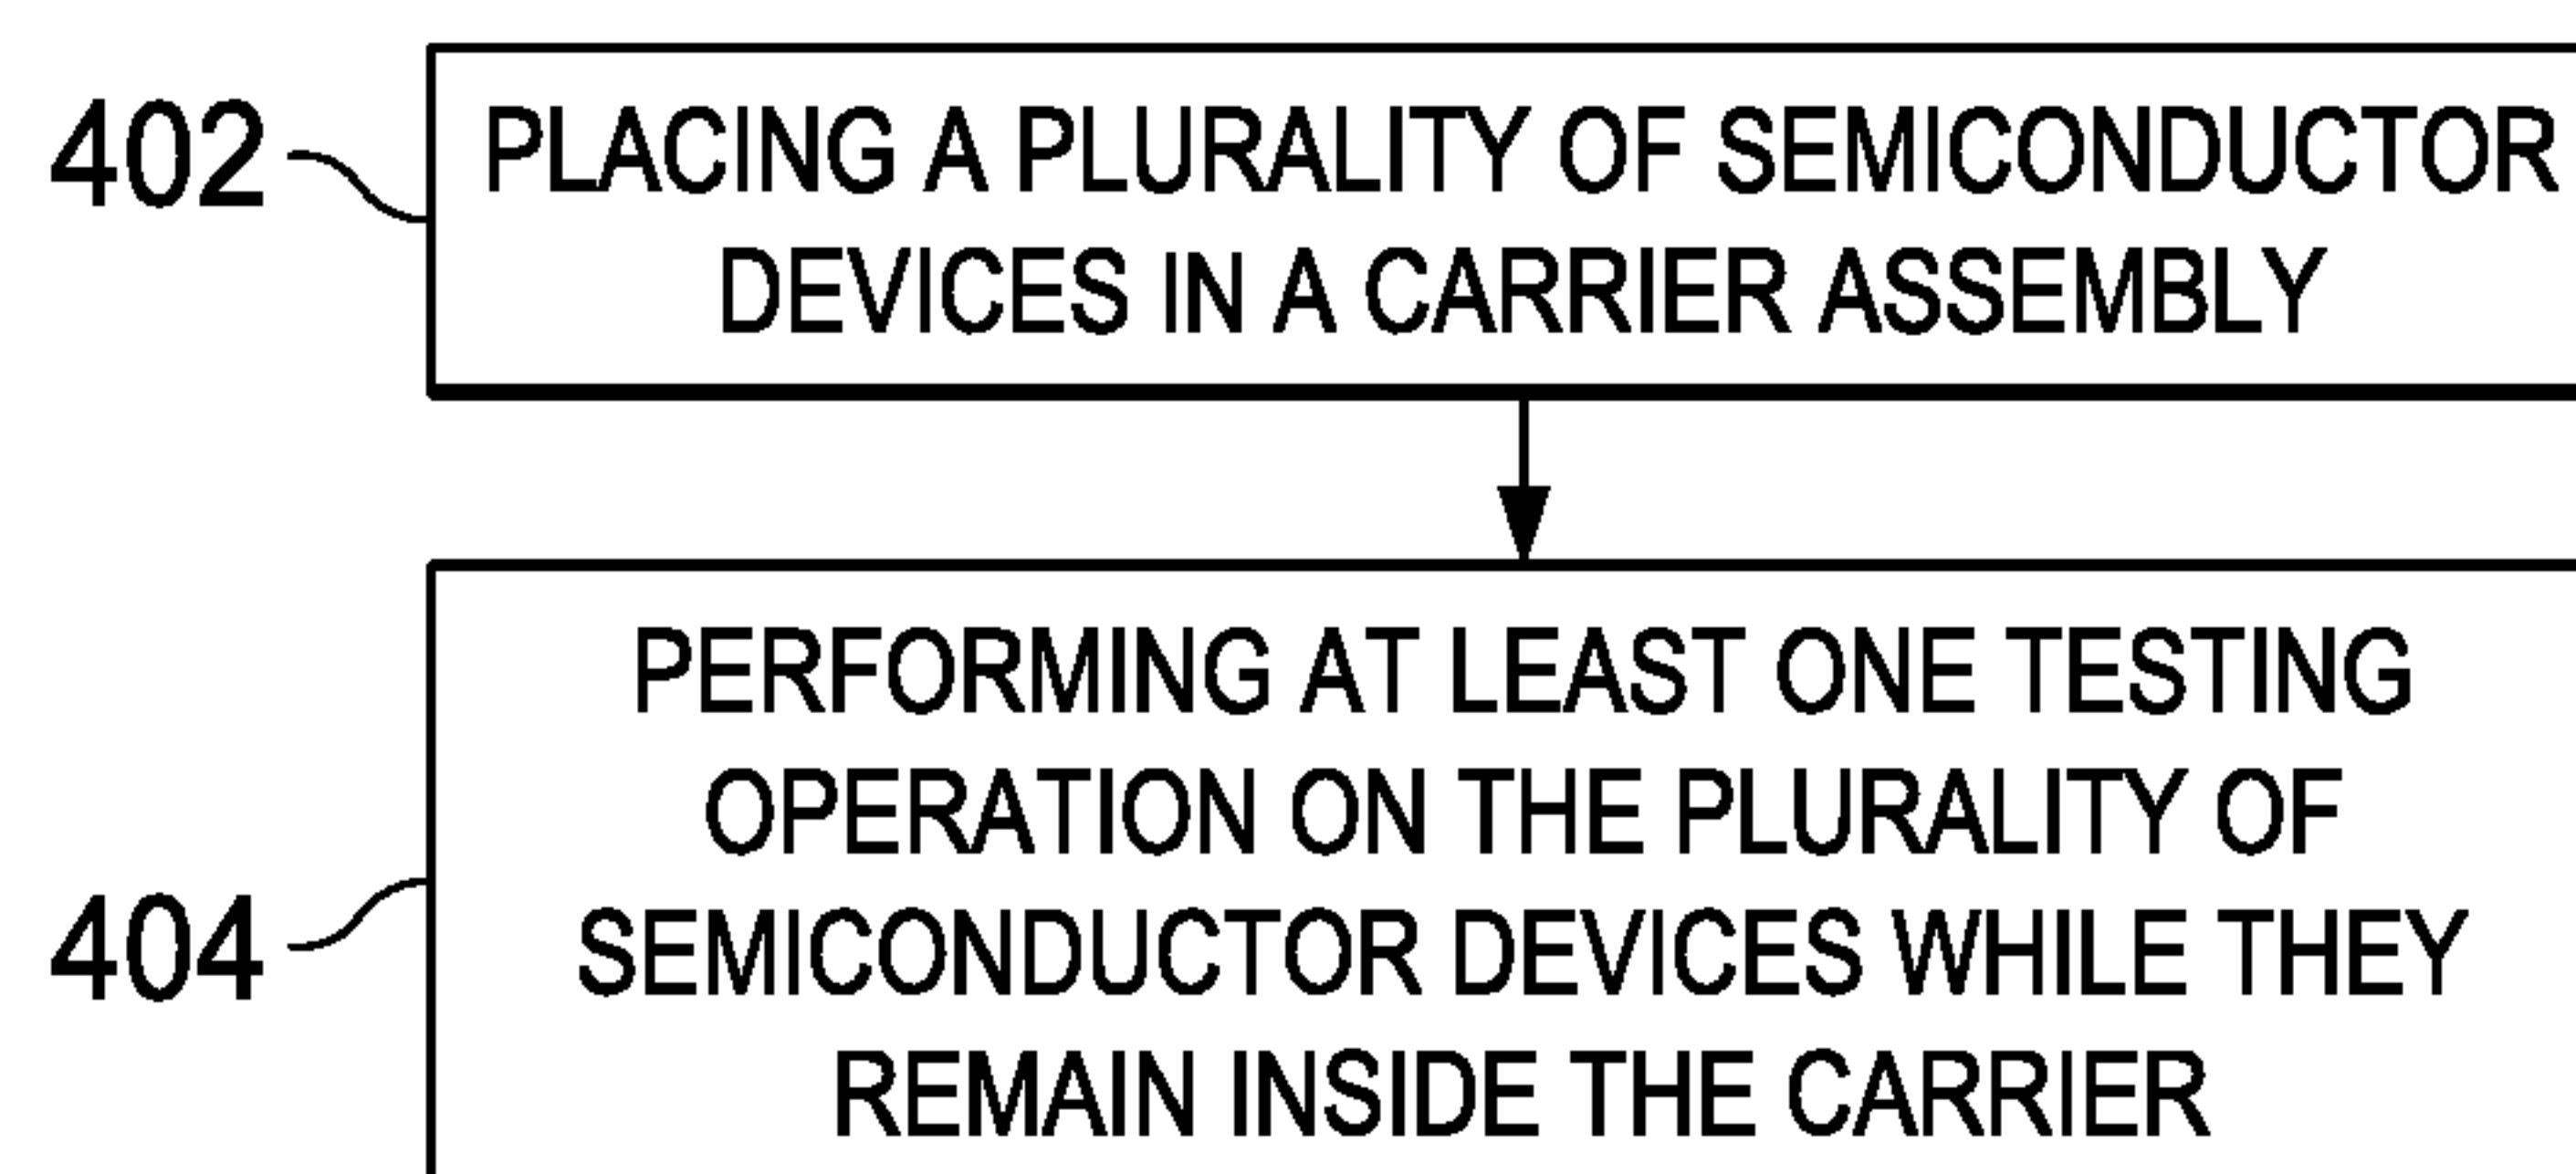 402
PLACING A PLURALITY OF SEMICONDUCTOR
DEVICES IN A CARRIER ASSEMBLY
PERFORMING AT LEAST ONE TESTING
OPERATION ON THE PLURALITY OF
404
SEMICONDUCTOR DEVICES WHILE THEY
REMAIN INSIDE THE CARRIER